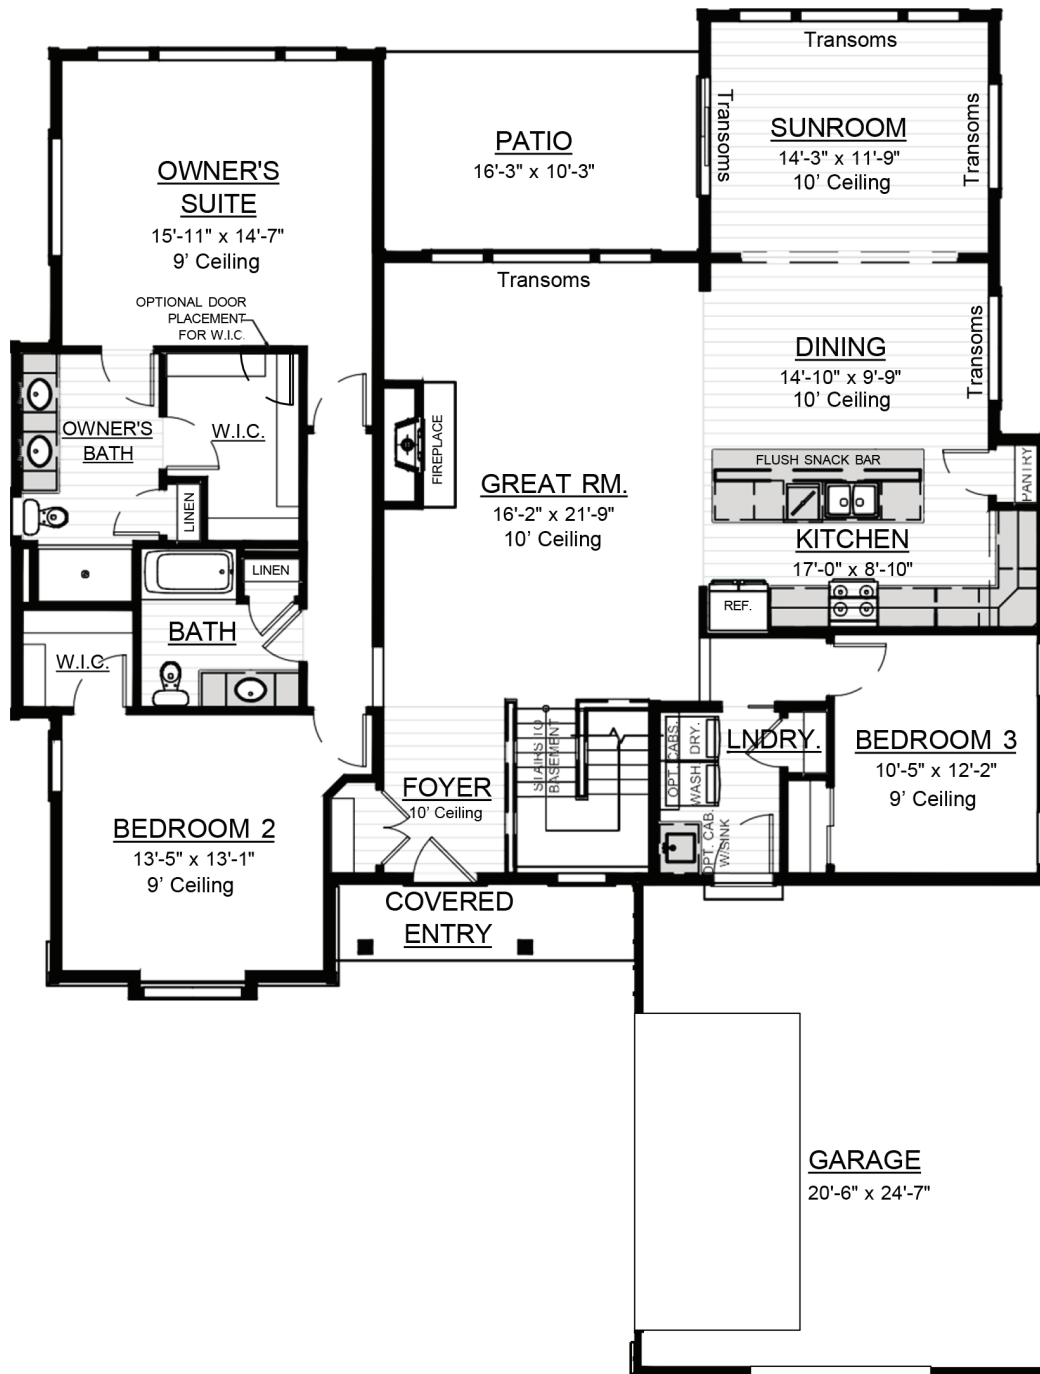 Transoms
PATIO
16'-3" x 10'-3"
Transoms
SUNROOM
14'-3" x 11'-9"
10' Ceiling
Transoms
OWNER'S
SUITE
15'-11" x 14'-7"
9' Ceiling
OPTIONAL DOOR
PLACEMENT
FOR W.I.C.
Transoms
DINING
14'-10" x 9'-9"
10' Ceiling
Transoms
OWNER'S
BATH
W.I.C.
LINEN
FIREPLACE
GREAT RM.
16'-2" x 21'-9"
10' Ceiling
FLUSH SNACK BAR
PANTRY
KITCHEN
17'-0" x 8'-10"
REF.
LINEN
BATH
W.I.C.
STAIRS TO
BASEMENT
OPT. CABS.
WASH. DRY.
LNDRY.
OPT. CAB.
W/SINK
BEDROOM 3
10'-5" x 12'-2"
9' Ceiling
FOYER
10' Ceiling
BEDROOM 2
13'-5" x 13'-1"
9' Ceiling
COVERED
ENTRY
GARAGE
20'-6" x 24'-7"